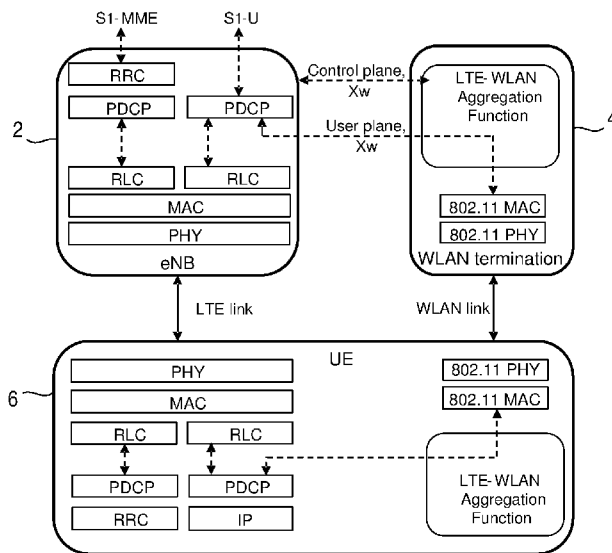 S1-MME
S1-U
RRC
PDCP
PDCP
RLC
RLC
MAC
PHY
eNB
2
Control plane,
Xw
User plane,
Xw
LTE-WLAN
Aggregation
Function
802.11 MAC
802.11 PHY
WLAN termination
4
LTE link
WLAN link
UE
6
PHY
MAC
RLC
RLC
PDCP
PDCP
RRC
IP
802.11 PHY
802.11 MAC
LTE-WLAN
Aggregation
Function